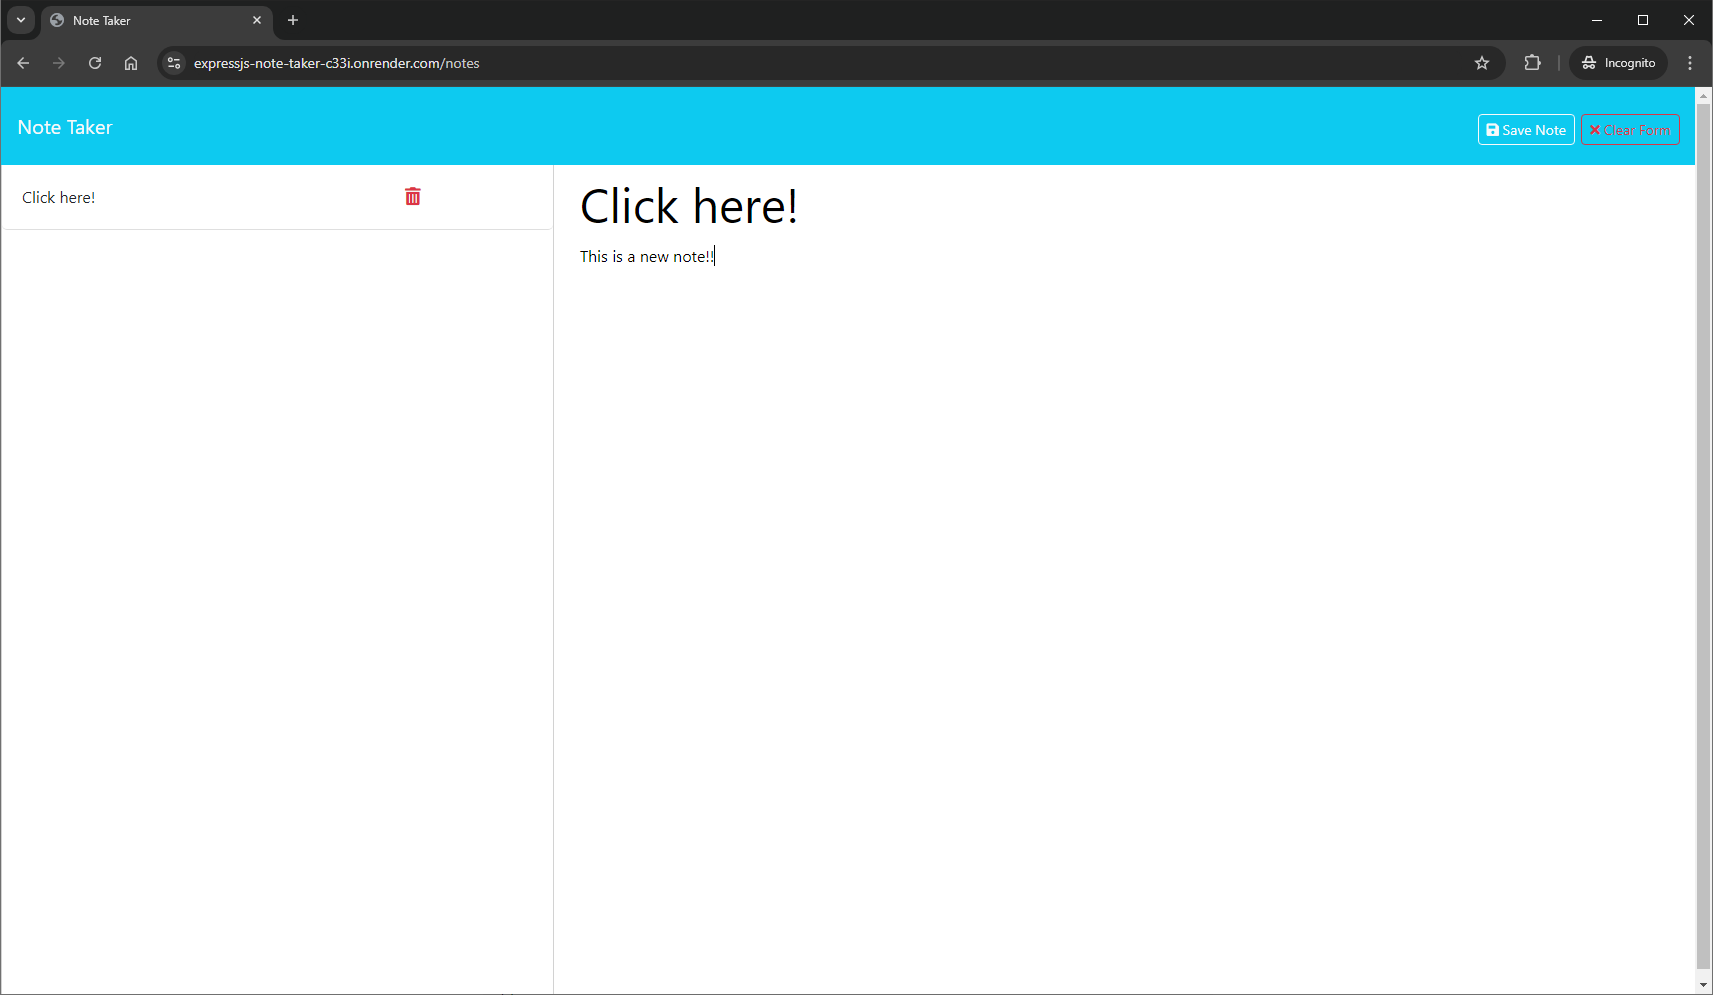 Note Taker
expressjs-note-taker-c33i.onrender.com/notes
Incognito
Note Taker
Save Note
Clear Form
Click here!
Click here!
This is a new note!!